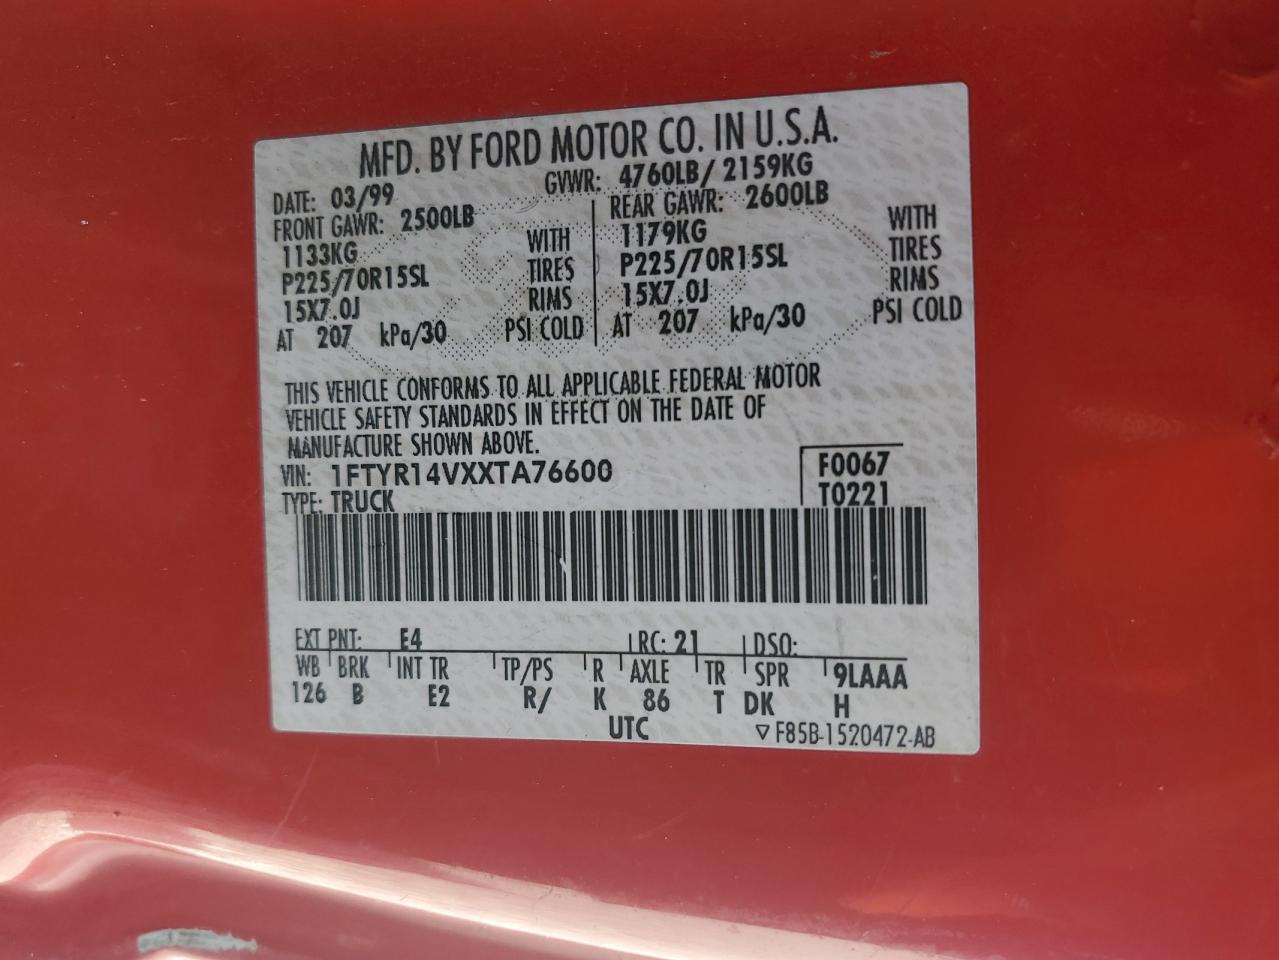 MFD. BY FORD MOTOR CO. IN U.S.A.
DATE: 03/99 GVWR: 4760LB/ 2159KG
FRONT GAWR: 2500LB REAR GAWR: 2600LB
1133KG WITH 1179KG WITH
P225/70R15SL TIRES P225/70R15SL TIRES
15X7.0J RIMS 15X7.0J RIMS
AT 207 kPa/30 PSI COLD AT 207 kPa/30 PSI COLD
THIS VEHICLE CONFORMS TO ALL APPLICABLE FEDERAL MOTOR
VEHICLE SAFETY STANDARDS IN EFFECT ON THE DATE OF
MANUFACTURE SHOWN ABOVE.
VIN: 1FTYR14VXXTA76600 F0067
TYPE: TRUCK T0221
EXT PNT: E4 RC: 21 DSO:
WB BRK INT TR TP/PS R AXLE TR SPR 9LAAA
126 B E2 R/ K 86 T DK H
UTC ▽F85B-1520472-AB